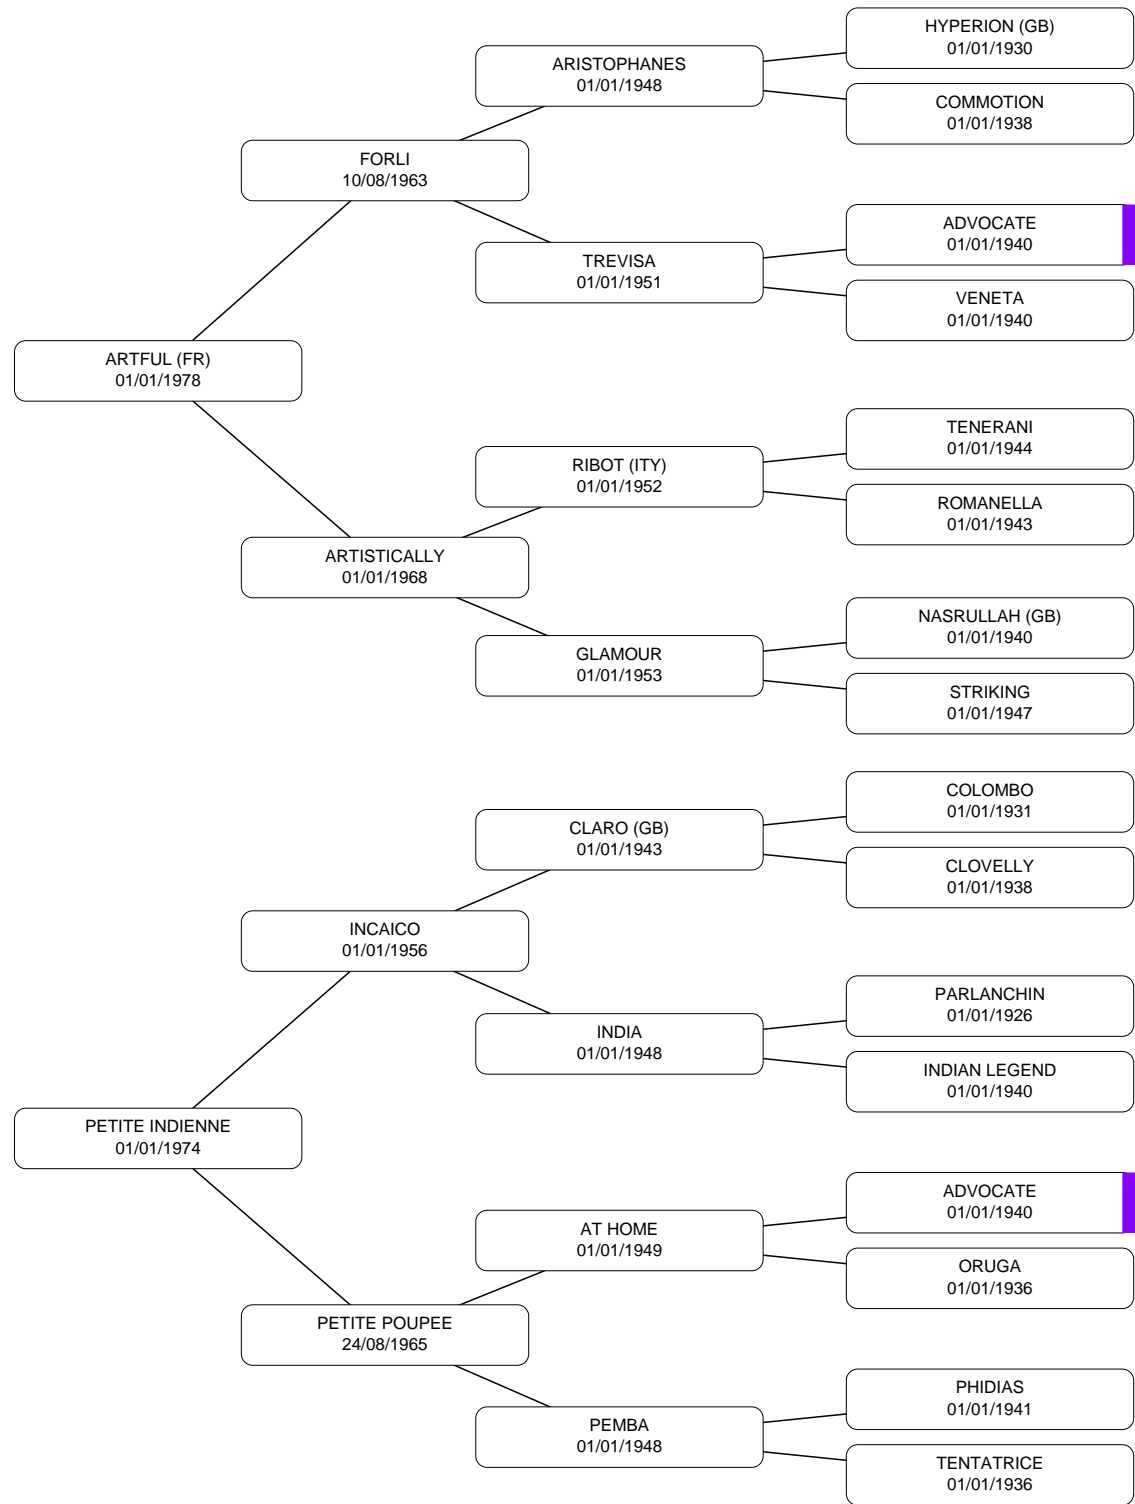 HYPERION (GB)
01/01/1930
ARISTOPHANES
01/01/1948
COMMOTION
01/01/1938
FORLI
10/08/1963
ADVOCATE
01/01/1940
TREVISA
01/01/1951
VENETA
01/01/1940
ARTFUL (FR)
01/01/1978
TENERANI
01/01/1944
RIBOT (ITY)
01/01/1952
ROMANELLA
01/01/1943
ARTISTICALLY
01/01/1968
NASRULLAH (GB)
01/01/1940
GLAMOUR
01/01/1953
STRIKING
01/01/1947
COLOMBO
01/01/1931
CLARO (GB)
01/01/1943
CLOVELLY
01/01/1938
INCAICO
01/01/1956
PARLANCHIN
01/01/1926
INDIA
01/01/1948
INDIAN LEGEND
01/01/1940
PETITE INDIENNE
01/01/1974
ADVOCATE
01/01/1940
AT HOME
01/01/1949
ORUGA
01/01/1936
PETITE POUPEE
24/08/1965
PHIDIAS
01/01/1941
PEMBA
01/01/1948
TENTATRICE
01/01/1936